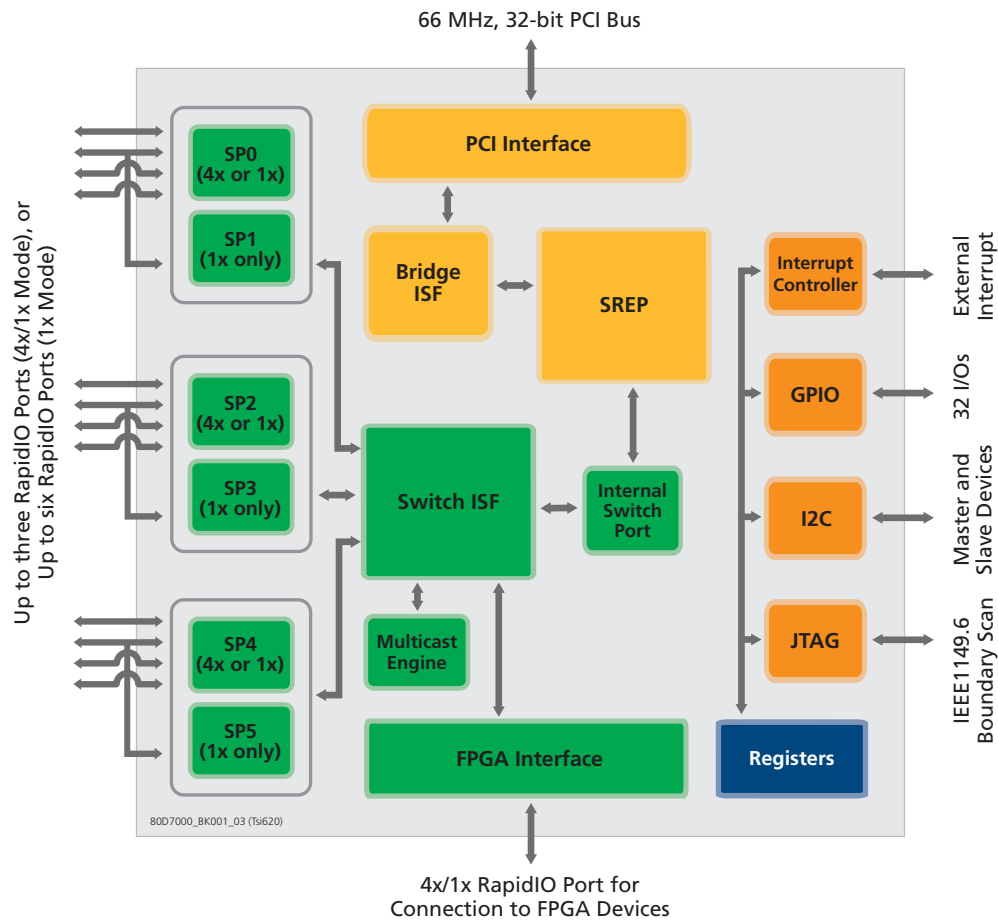 66 MHz, 32-bit PCI Bus
PCI Interface
SP0
(4x or 1x)
SP1
(1x only)
Bridge
ISF
SREP
Interrupt
Controller
External
Interrupt
Up to three RapidIO Ports (4x/1x Mode), or
Up to six RapidIO Ports (1x Mode)
SP2
(4x or 1x)
SP3
(1x only)
GPIO
32 I/Os
Switch ISF
Internal
Switch
Port
I2C
Master and
Slave Devices
SP4
(4x or 1x)
SP5
(1x only)
Multicast
Engine
JTAG
IEEE1149.6
Boundary Scan
FPGA Interface
Registers
80D7000_BK001_03 (Tsi620)
4x/1x RapidIO Port for
Connection to FPGA Devices